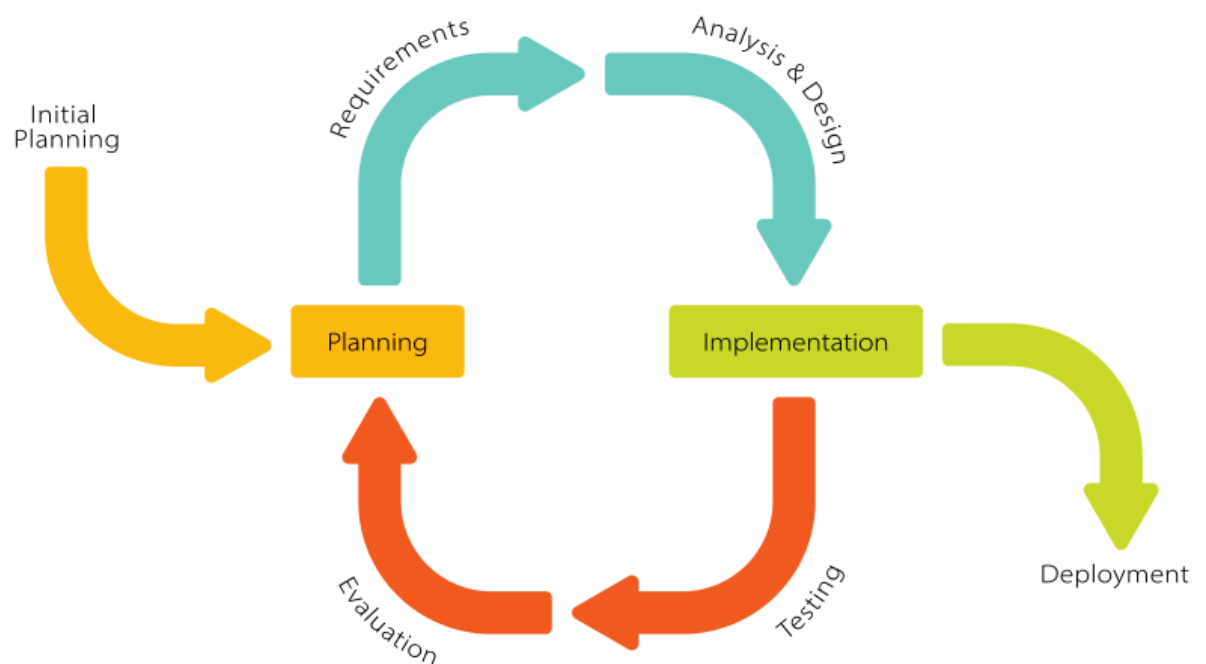 Initial
Planning
Requirements
Analysis & Design
Planning
Implementation
Evaluation
Testing
Deployment